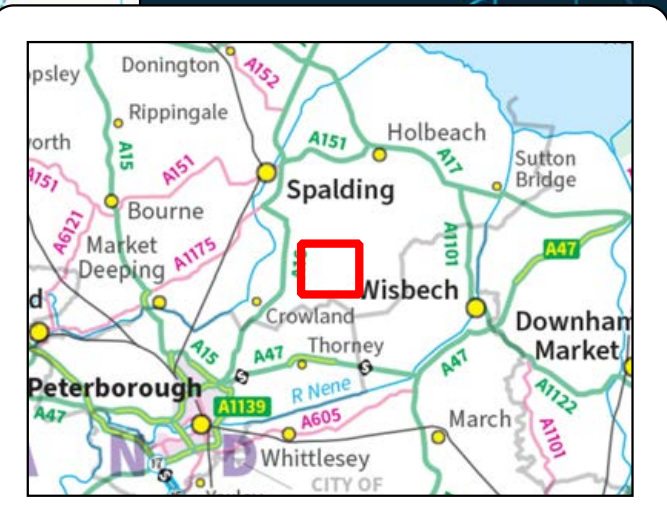 Donington
A152
opsley
Rippingale
orth
A15
A151
Holbeach
A17
Sutton
Bridge
A151
A151
Spalding
A6121
Bourne
A1175
Market
Deeping
A1101
A47
Wisbech
d
Crowland
Downham
Market
A15
A47
Thorney
S
S
A47
Peterborough
R Nene
A1122
A1139
A605
A47
March
A1101
N D
17
S
Whittlesey
CITY OF